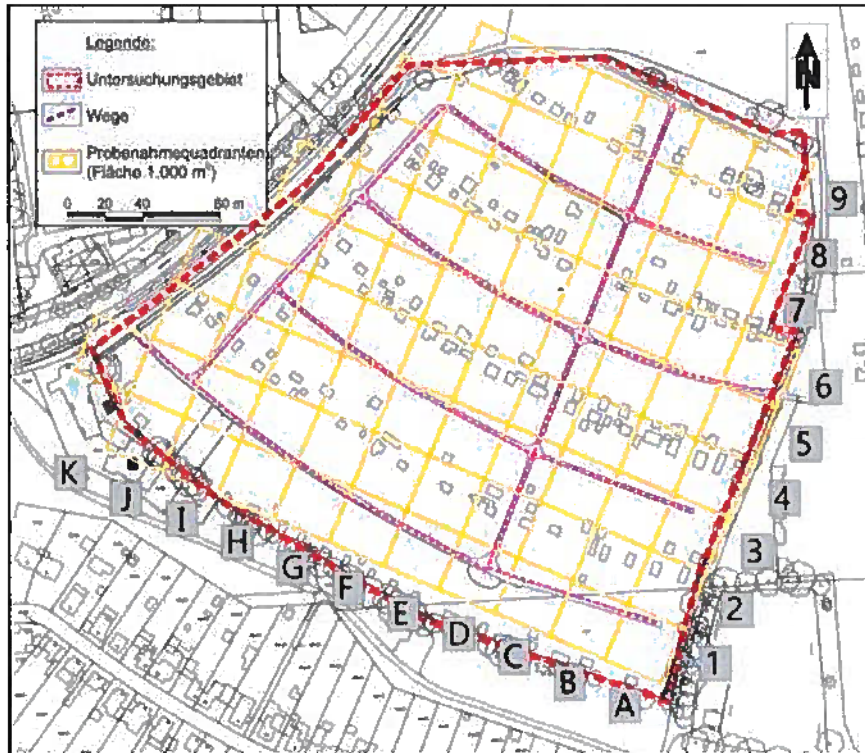 Legende:
Untersuchungsgebiet
Wege
Probenahmequadranten
(Fläche 1.000 m²)
0 20 40 80 m
N
9
8
7
6
5
4
3
2
1
K
J
I
H
G
F
E
D
C
B
A